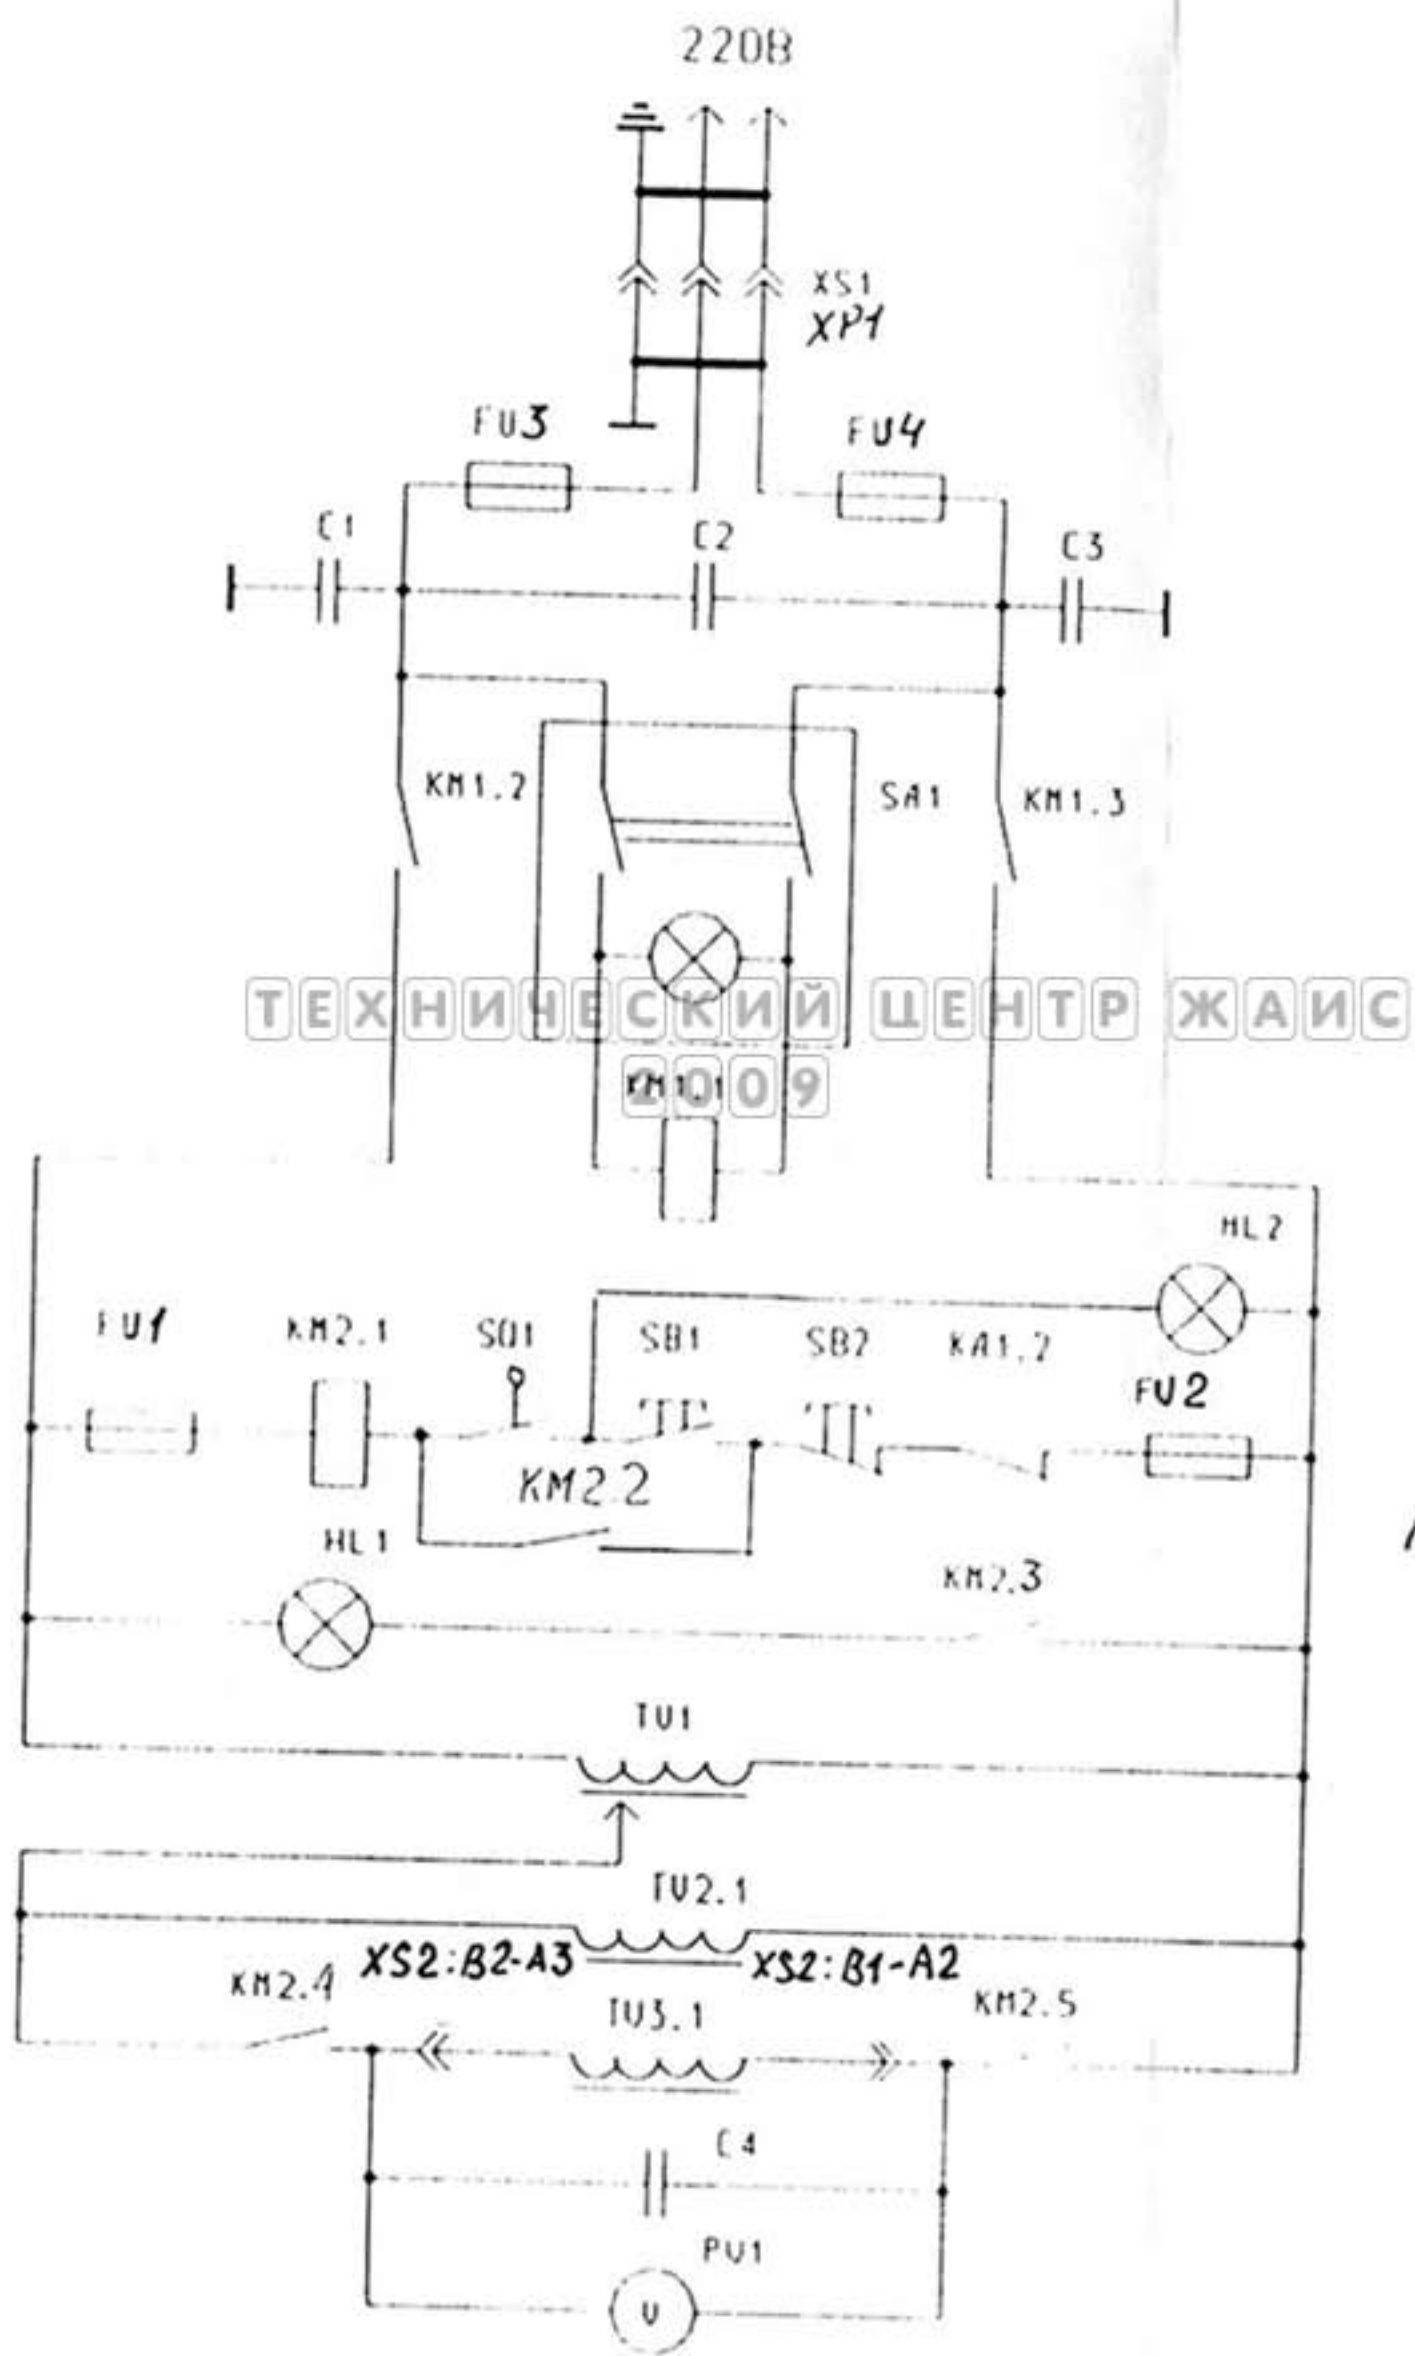 220В
XS1
XP1
FU3
FU4
C1
C2
C3
KM1.2
SA1
KM1.3
ТЕХНИЧЕСКИЙ ЦЕНТР ЖАИС
2009
KM1.1
HL2
FU1
KM2.1
SQ1
SB1
SB2
KA1.2
FU2
KM2.2
HL1
KM2.3
TU1
TU2.1
XS2:B2-A3
XS2:B1-A2
KM2.4
TU3.1
KM2.5
C4
PU1
U